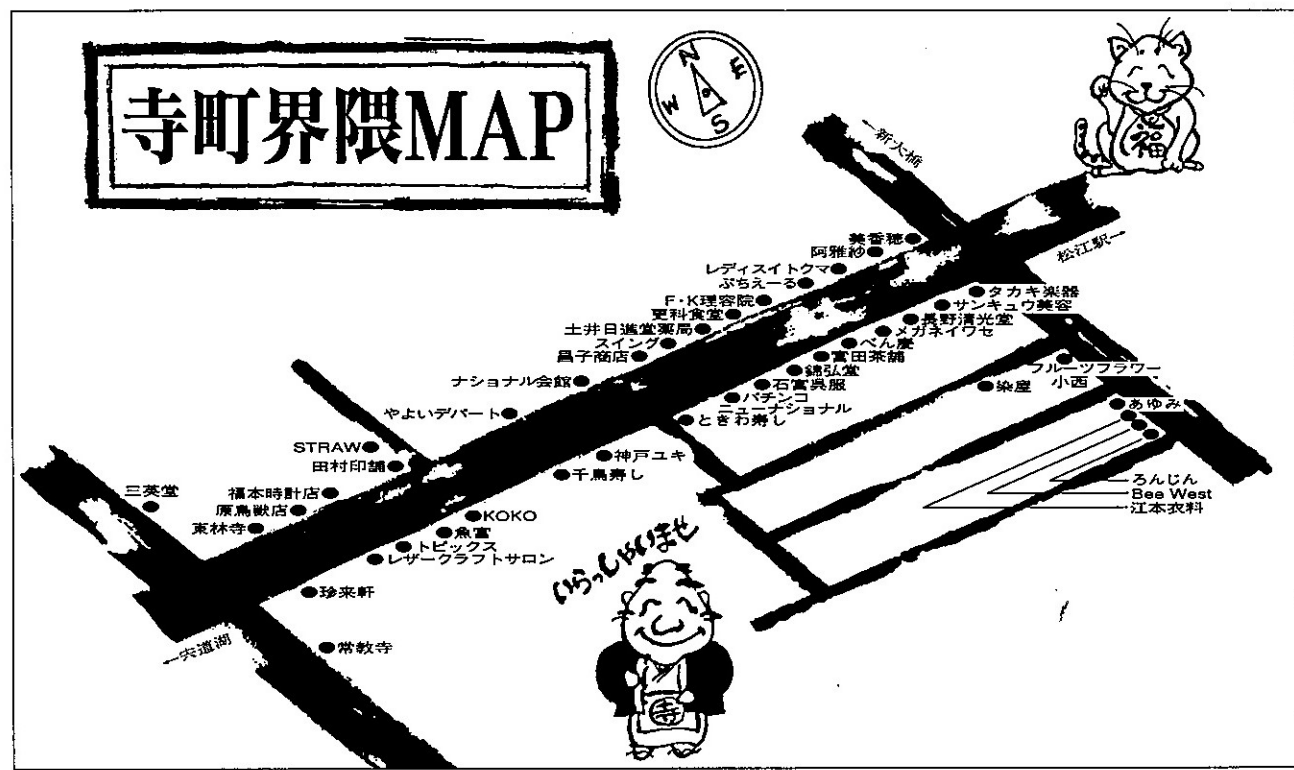 寺町界隈MAP
N
E
W
S
福
←新大橋
松江駅→
美香穂
阿雅紗
レディスイトクマ
ぷちえーる
F・K理容院
更科食堂
土井日進堂薬局
スイング
昌子商店
ナショナル会館
やよいデパート
STRAW
田村印舗
福本時計店
原鳥獣店
東林寺
三英堂
タカキ楽器
サンキュウ美容
長野清光堂
メガネイワセ
べん慶
富田茶舗
錦弘堂
石宮呉服
パチンコ
ニューナショナル
ときわ寿し
神戸ユキ
千鳥寿し
KOKO
魚富
トピックス
レザークラフトサロン
珍来軒
常教寺
←宍道湖
フルーツフラワー
小西
染屋
あゆみ
ろんじん
Bee West
江本衣料
いらっしゃいませ
寺